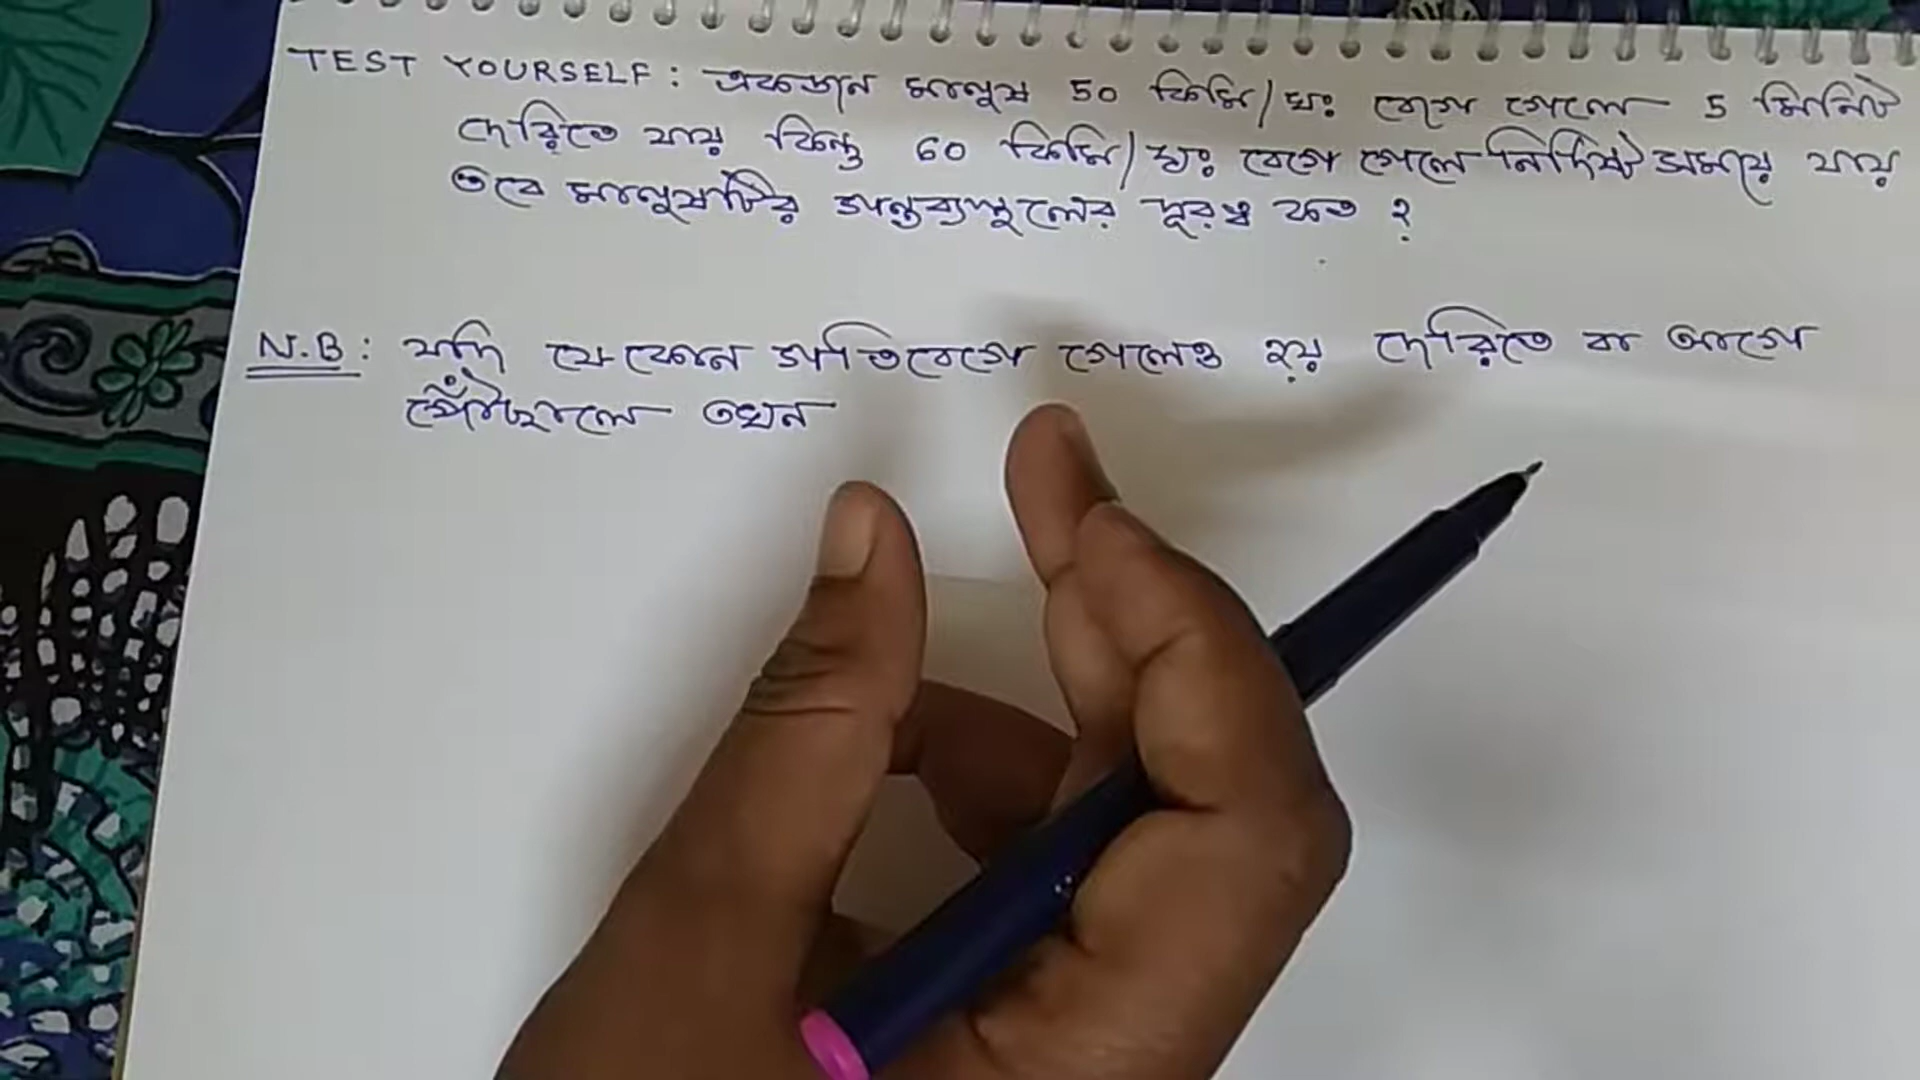 TEST YOURSELF: একজন মানুষ 50 কিমি/ঘঃ বেগে গেলে 5 মিনিট
দেরিতে যায় কিন্তু 60 কিমি/ঘঃ বেগে গেলে নির্দিষ্ট সময়ে যায়
তবে মানুষটির গন্তব্যস্থলের দূরত্ব কত ?
N.B: যদি যে কোন গতিবেগে গেলেও হয় দেরিতে বা আগে
পৌঁছালে তখন